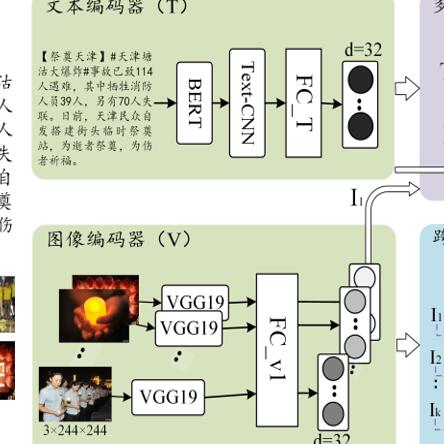 文本编码器（T）
【祭奠天津】#天津塘
沽大爆炸#事故已致114
人遇难，其中牺牲消防
人员39人，另有70人失
联。日前，天津民众自
发搭建街头临时祭奠
站，为逝者祭奠，为伤
者祈福。
BERT
Text-CNN
FC_T
d=32
沽
人
人
失
自
奠
伤
I₁
图像编码器（V）
VGG19
VGG19
VGG19
FC_v1
3×244×244
d=32
I₁
I₂
Iₖ